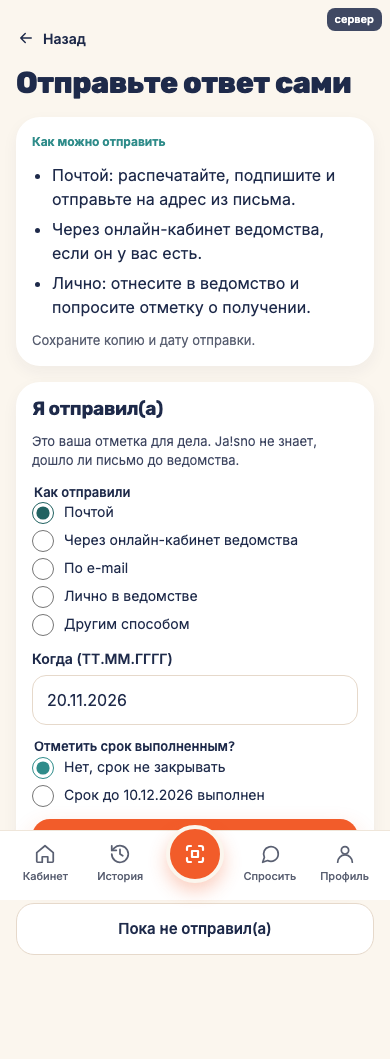 сервер
Назад
Отправьте ответ сами
Как можно отправить
• Почтой: распечатайте, подпишите и
отправьте на адрес из письма.
• Через онлайн-кабинет ведомства,
если он у вас есть.
• Лично: отнесите в ведомство и
попросите отметку о получении.
Сохраните копию и дату отправки.
Я отправил(а)
Это ваша отметка для дела. Ja!sno не знает,
дошло ли письмо до ведомства.
Как отправили
Почтой
Через онлайн-кабинет ведомства
По e-mail
Лично в ведомстве
Другим способом
Когда (ТТ.ММ.ГГГГ)
20.11.2026
Отметить срок выполненным?
Нет, срок не закрывать
Срок до 10.12.2026 выполнен
Кабинет
История
Спросить
Профиль
Пока не отправил(а)